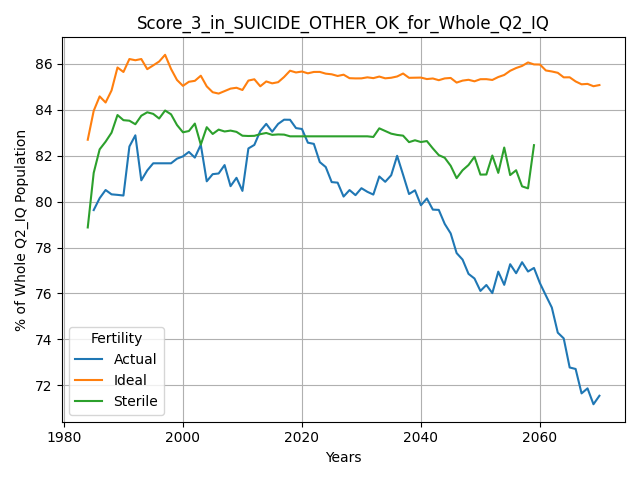 Score_3_in_SUICIDE_OTHER_OK_for_Whole_Q2_IQ
% of Whole Q2_IQ Population
86
84
82
80
78
76
74
72
Fertility
Actual
Ideal
Sterile
1980 2000 2020 2040 2060
Years